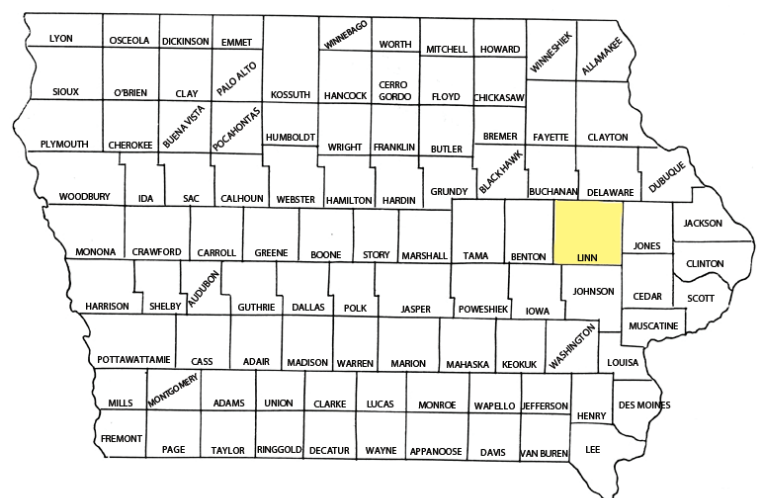 LYON OSCEOLA DICKINSON EMMET WINNEBAGO WORTH MITCHELL HOWARD WINNESHIEK ALLAMAKEE
SIOUX O'BRIEN CLAY PALO ALTO KOSSUTH HANCOCK CERRO
GORDO FLOYD CHICKASAW
PLYMOUTH CHEROKEE BUENA VISTA POCAHONTAS HUMBOLDT WRIGHT FRANKLIN BUTLER BREMER FAYETTE CLAYTON
WOODBURY IDA SAC CALHOUN WEBSTER HAMILTON HARDIN GRUNDY BLACK HAWK BUCHANAN DELAWARE DUBUQUE
MONONA CRAWFORD CARROLL GREENE BOONE STORY MARSHALL TAMA BENTON LINN JONES JACKSON
CLINTON
HARRISON SHELBY AUDUBON GUTHRIE DALLAS POLK JASPER POWESHIEK IOWA JOHNSON CEDAR SCOTT
MUSCATINE
POTTAWATTAMIE CASS ADAIR MADISON WARREN MARION MAHASKA KEOKUK WASHINGTON LOUISA
MILLS MONTGOMERY ADAMS UNION CLARKE LUCAS MONROE WAPELLO JEFFERSON HENRY DES MOINES
FREMONT PAGE TAYLOR RINGGOLD DECATUR WAYNE APPANOOSE DAVIS VAN BUREN LEE